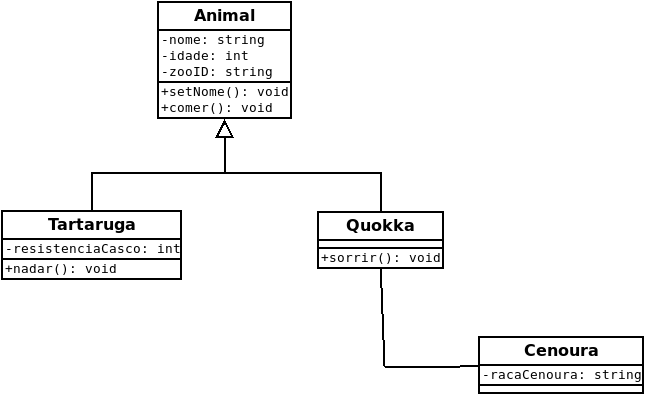 Animal
-nome: string
-idade: int
-zooID: string
+setNome(): void
+comer(): void
Tartaruga
-resistenciaCasco: int
+nadar(): void
Quokka
+sorrir(): void
Cenoura
-racaCenoura: string